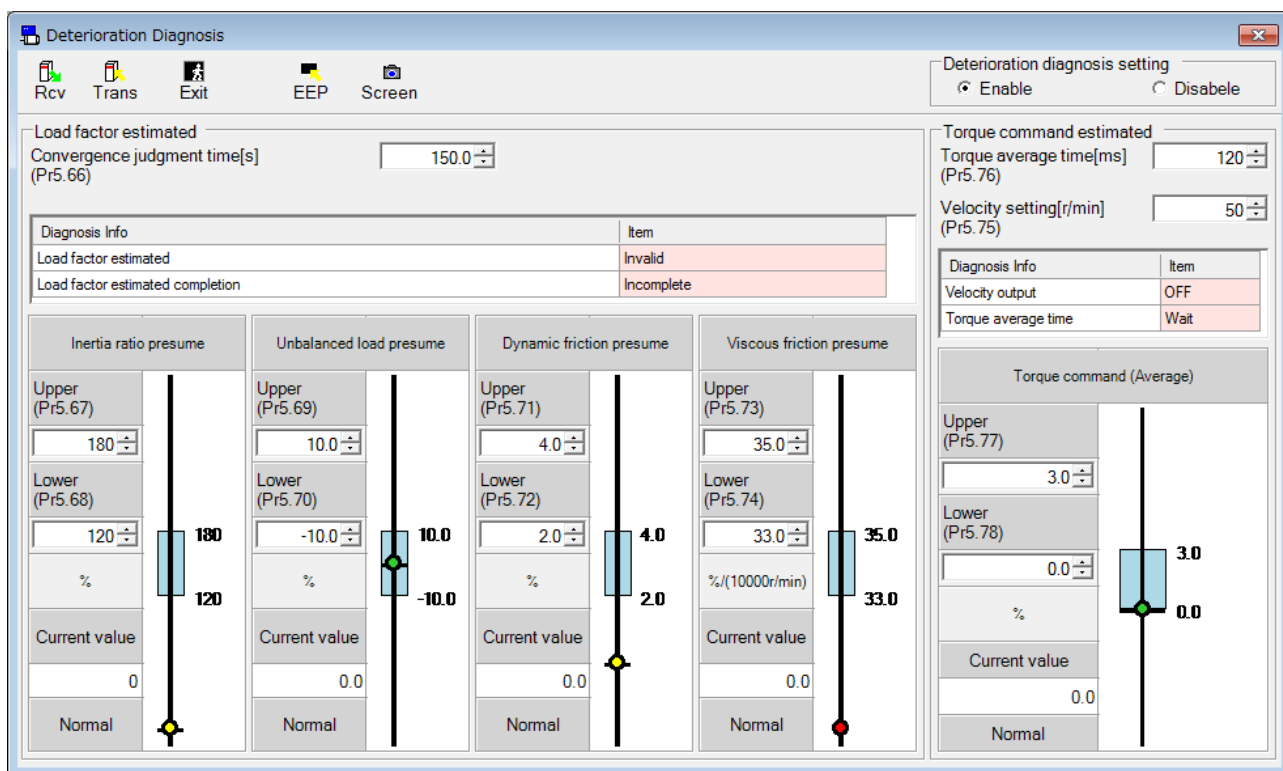 Deterioration Diagnosis
Rcv Trans Exit EEP Screen
Deterioration diagnosis setting
Enable Disabele
Load factor estimated
Convergence judgment time[s] 150.0
(Pr5.66)
Diagnosis Info Item
Load factor estimated Invalid
Load factor estimated completion Incomplete
Inertia ratio presume
Upper
(Pr5.67)
180
Lower
(Pr5.68)
120
%
Current value
0
Normal
180
120
Unbalanced load presume
Upper
(Pr5.69)
10.0
Lower
(Pr5.70)
-10.0
%
Current value
0.0
Normal
10.0
-10.0
Dynamic friction presume
Upper
(Pr5.71)
4.0
Lower
(Pr5.72)
2.0
%
Current value
0.0
Normal
4.0
2.0
Viscous friction presume
Upper
(Pr5.73)
35.0
Lower
(Pr5.74)
33.0
%/(10000r/min)
Current value
0.0
Normal
35.0
33.0
Torque command estimated
Torque average time[ms] 120
(Pr5.76)
Velocity setting[r/min] 50
(Pr5.75)
Diagnosis Info Item
Velocity output OFF
Torque average time Wait
Torque command (Average)
Upper
(Pr5.77)
3.0
Lower
(Pr5.78)
0.0
%
Current value
0.0
Normal
3.0
0.0